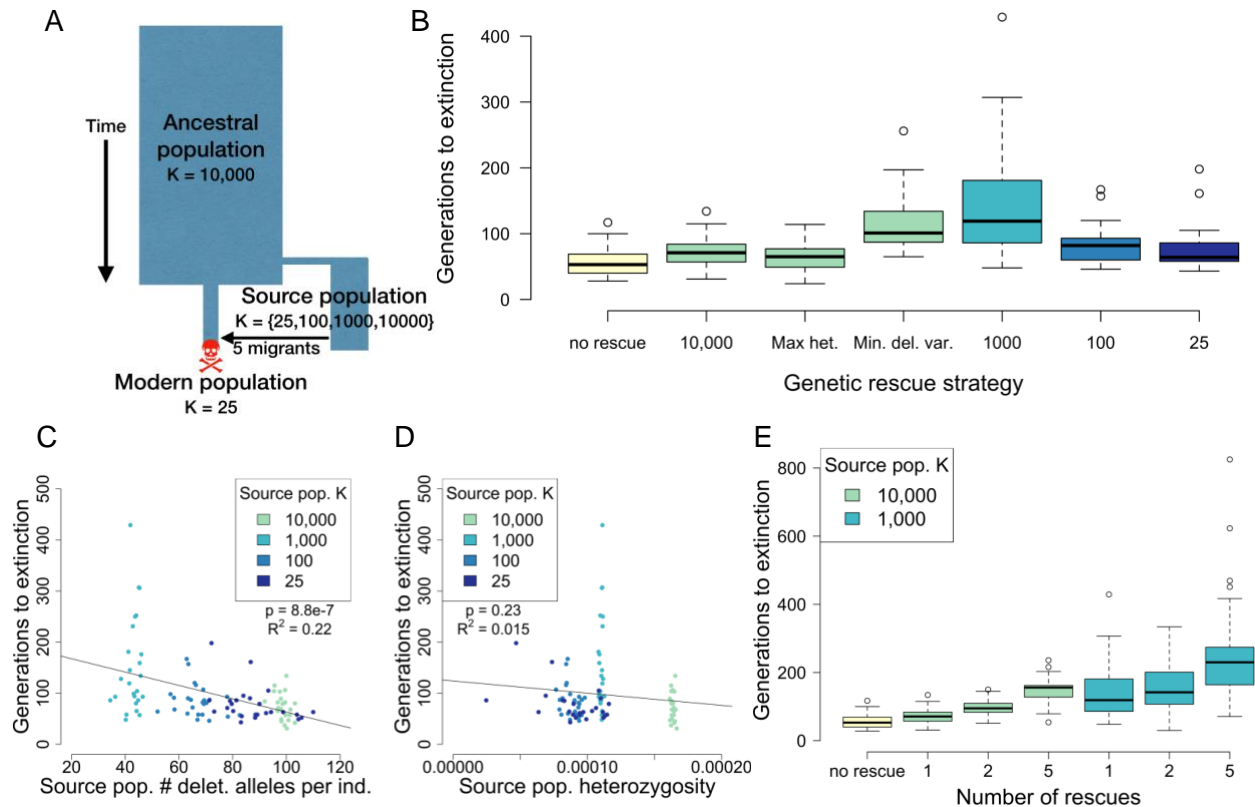 A
Time
Ancestral
population
K = 10,000
Source population
K = {25,100,1000,10000}
5 migrants
Modern population
K = 25
B
Generations to extinction
400
300
200
100
0
no rescue 10,000 Max het. Min. del. var. 1000 100 25
Genetic rescue strategy
C
Generations to extinction
500
400
300
200
100
0
Source pop. K
10,000
1,000
100
25
p = 8.8e-7
R² = 0.22
20 40 60 80 100 120
Source pop. # delet. alleles per ind.
D
Generations to extinction
500
400
300
200
100
0
Source pop. K
10,000
1,000
100
25
p = 0.23
R² = 0.015
0.00000 0.00010 0.00020
Source pop. heterozygosity
E
Generations to extinction
800
600
400
200
0
Source pop. K
10,000
1,000
no rescue 1 2 5 1 2 5
Number of rescues